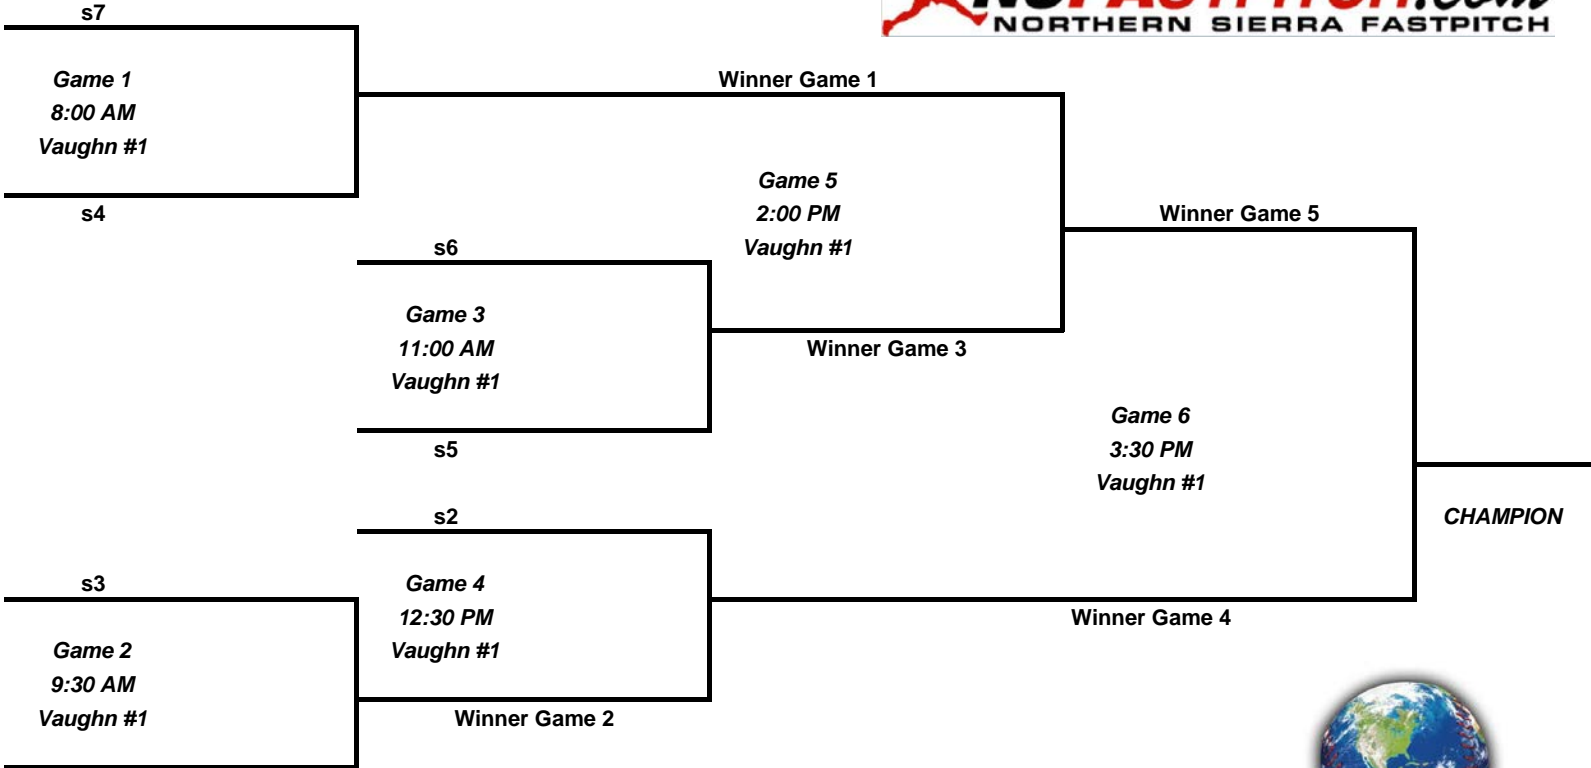 NORTHERN SIERRA FASTPITCH
s7
Game 1
8:00 AM
Vaughn #1
s4
Winner Game 1
Game 5
2:00 PM
Vaughn #1
s6
Game 3
11:00 AM
Vaughn #1
s5
Winner Game 3
Winner Game 5
Game 6
3:30 PM
Vaughn #1
CHAMPION
s2
Game 4
12:30 PM
Vaughn #1
Winner Game 4
s3
Game 2
9:30 AM
Vaughn #1
Winner Game 2